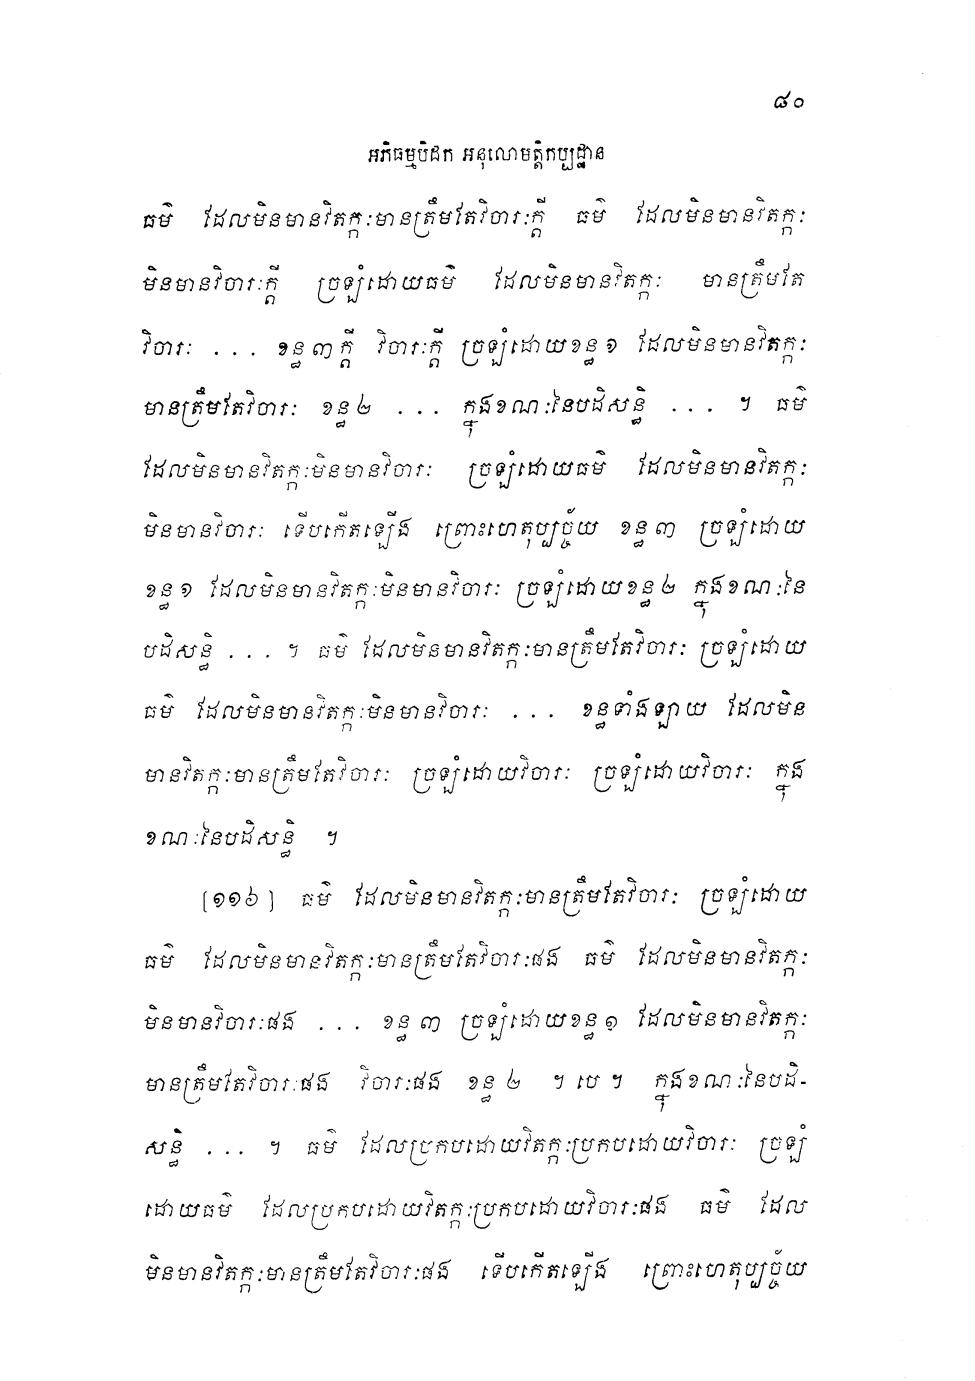 ៨០
អភិធម្មបិដក អនុលោមត្តិកប្បដ្ឋាន
ធម៌ ដែលមិនមានវិតក្កៈមានត្រឹមតែវិចារៈក្ដី ធម៌ ដែលមិនមានវិតក្កៈ
មិនមានវិចារៈក្ដី ច្រឡំដោយធម៌ ដែលមិនមានវិតក្កៈ មានត្រឹមតែ
វិចារៈ ... ខន្ធ៣ក្ដី វិចារៈក្ដី ច្រឡំដោយខន្ធ១ ដែលមិនមានវិតក្កៈ
មានត្រឹមតែវិចារៈ ខន្ធ២ ... ក្នុងខណៈនៃបដិសន្ធិ ... ។ ធម៌
ដែលមិនមានវិតក្កៈមិនមានវិចារៈ ច្រឡំដោយធម៌ ដែលមិនមានវិតក្កៈ
មិនមានវិចារៈ ទើបកើតឡើង ព្រោះហេតុប្បច្ច័យ ខន្ធ៣ ច្រឡំដោយ
ខន្ធ១ ដែលមិនមានវិតក្កៈមិនមានវិចារៈ ច្រឡំដោយខន្ធ២ ក្នុងខណៈនៃ
បដិសន្ធិ ... ។ ធម៌ ដែលមិនមានវិតក្កៈមានត្រឹមតែវិចារៈ ច្រឡំដោយ
ធម៌ ដែលមិនមានវិតក្កៈមិនមានវិចារៈ ... ខន្ធទាំងឡាយ ដែលមិន
មានវិតក្កៈមានត្រឹមតែវិចារៈ ច្រឡំដោយវិចារៈ ច្រឡំដោយវិចារៈ ក្នុង
ខណៈនៃបដិសន្ធិ ។
[១១៦] ធម៌ ដែលមិនមានវិតក្កៈមានត្រឹមតែវិចារៈ ច្រឡំដោយ
ធម៌ ដែលមិនមានវិតក្កៈមានត្រឹមតែវិចារៈផង ធម៌ ដែលមិនមានវិតក្កៈ
មិនមានវិចារៈផង ... ខន្ធ៣ ច្រឡំដោយខន្ធ១ ដែលមិនមានវិតក្កៈ
មានត្រឹមតែវិចារៈផង វិចារៈផង ខន្ធ២ ។ បេ ។ ក្នុងខណៈនៃបដិ-
សន្ធិ ... ។ ធម៌ ដែលប្រកបដោយវិតក្កៈប្រកបដោយវិចារៈ ច្រឡំ
ដោយធម៌ ដែលប្រកបដោយវិតក្កៈប្រកបដោយវិចារៈផង ធម៌ ដែល
មិនមានវិតក្កៈមានត្រឹមតែវិចារៈផង ទើបកើតឡើង ព្រោះហេតុប្បច្ច័យ